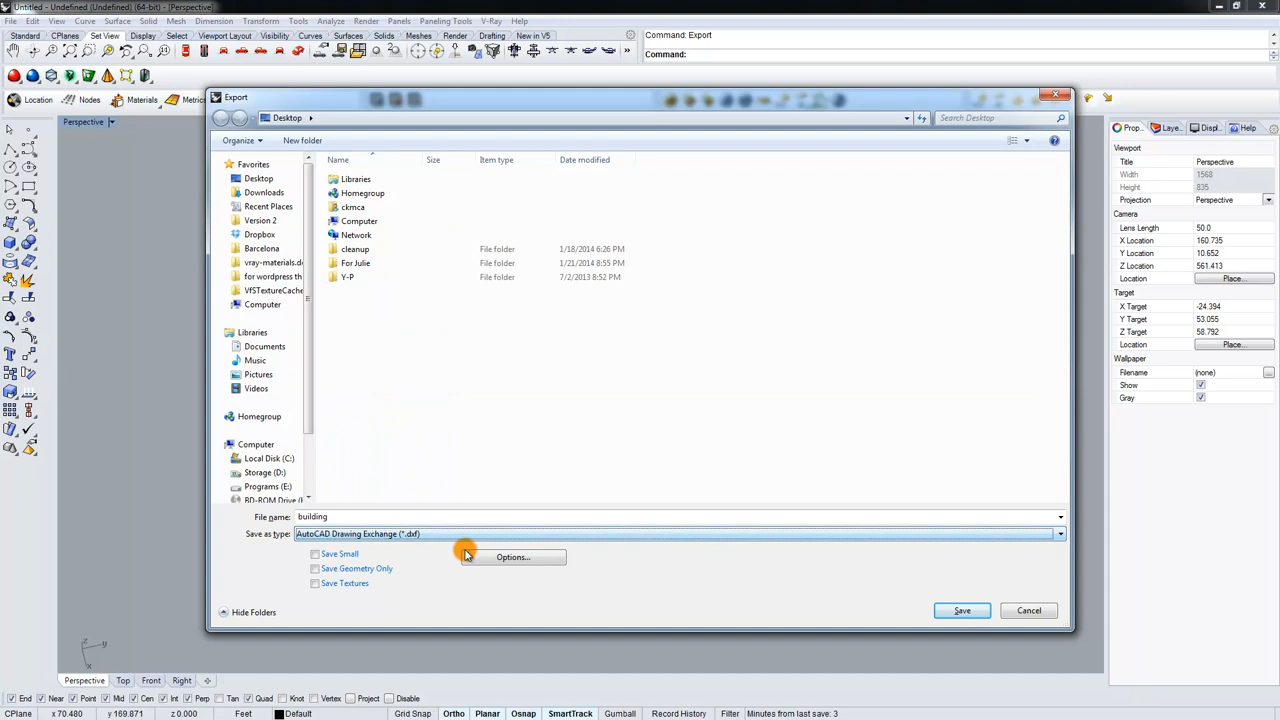 Untitled - Undefined (Undefined) (64-bit) - [Perspective]
File Edit View Curve Surface Solid Mesh Dimension Transform Tools Analyze Render Panels Paneling Tools V-Ray Help
Standard CPlanes Set View Display Select Viewport Layout Visibility Curves Surfaces Solids Meshes Render Drafting New in V5
Command: Export
Command:
Location Nodes Materials Metrics
Perspective
Export
Desktop
Search Desktop
Organize New folder
Name Size Item type Date modified
Favorites
Desktop
Downloads
Recent Places
Version 2
Dropbox
Barcelona
vray-materials.de
for wordpress th
VfSTextureCache
Computer
Libraries
Documents
Music
Pictures
Videos
Homegroup
Computer
Local Disk (C:)
Storage (D:)
Programs (E:)
BD-ROM Drive (
Libraries
Homegroup
ckmca
Computer
Network
cleanup File folder 1/18/2014 6:26 PM
For Julie File folder 1/21/2014 8:55 PM
Y-P File folder 7/2/2013 8:52 PM
File name: building
Save as type: AutoCAD Drawing Exchange (*.dxf)
Save Small
Save Geometry Only
Save Textures
Options...
Hide Folders
Save Cancel
Prop... Laye... Displ... Help
Viewport
Title Perspective
Width 1568
Height 835
Projection Perspective
Camera
Lens Length 50.0
X Location 160.735
Y Location 10.652
Z Location 561.413
Location Place...
Target
X Target -24.394
Y Target 53.055
Z Target 58.792
Location Place...
Wallpaper
Filename (none)
Show
Gray
z
y
x
Perspective Top Front Right
End Near Point Mid Cen Int Perp Tan Quad Knot Vertex Project Disable
CPlane x 70.480 y 169.871 z 0.000 Feet Default Grid Snap Ortho Planar Osnap SmartTrack Gumball Record History Filter Minutes from last save: 3